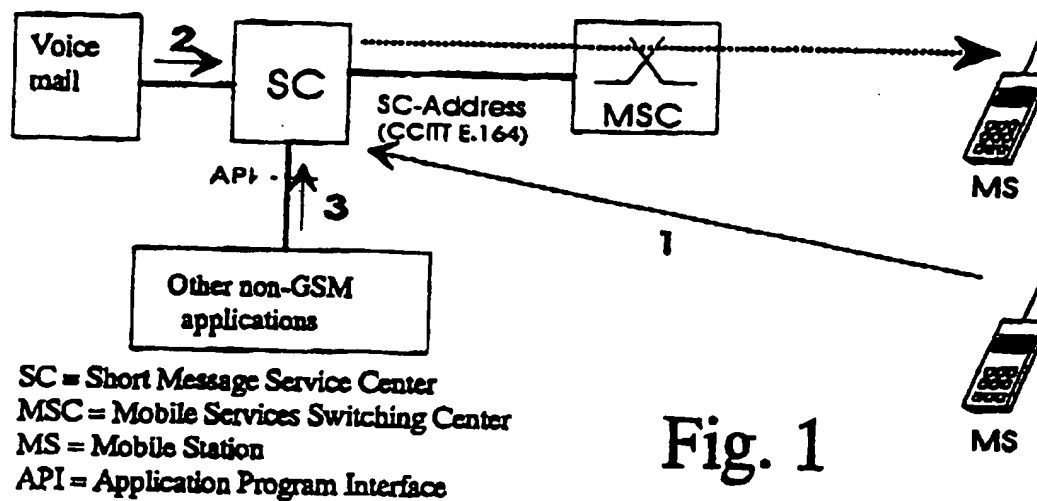 Voice
mail
2
SC
SC-Address
(CCITT E.164)
MSC
MS
API
3
1
Other non-GSM
applications
MS
SC = Short Message Service Center
MSC = Mobile Services Switching Center
MS = Mobile Station
API = Application Program Interface
Fig. 1